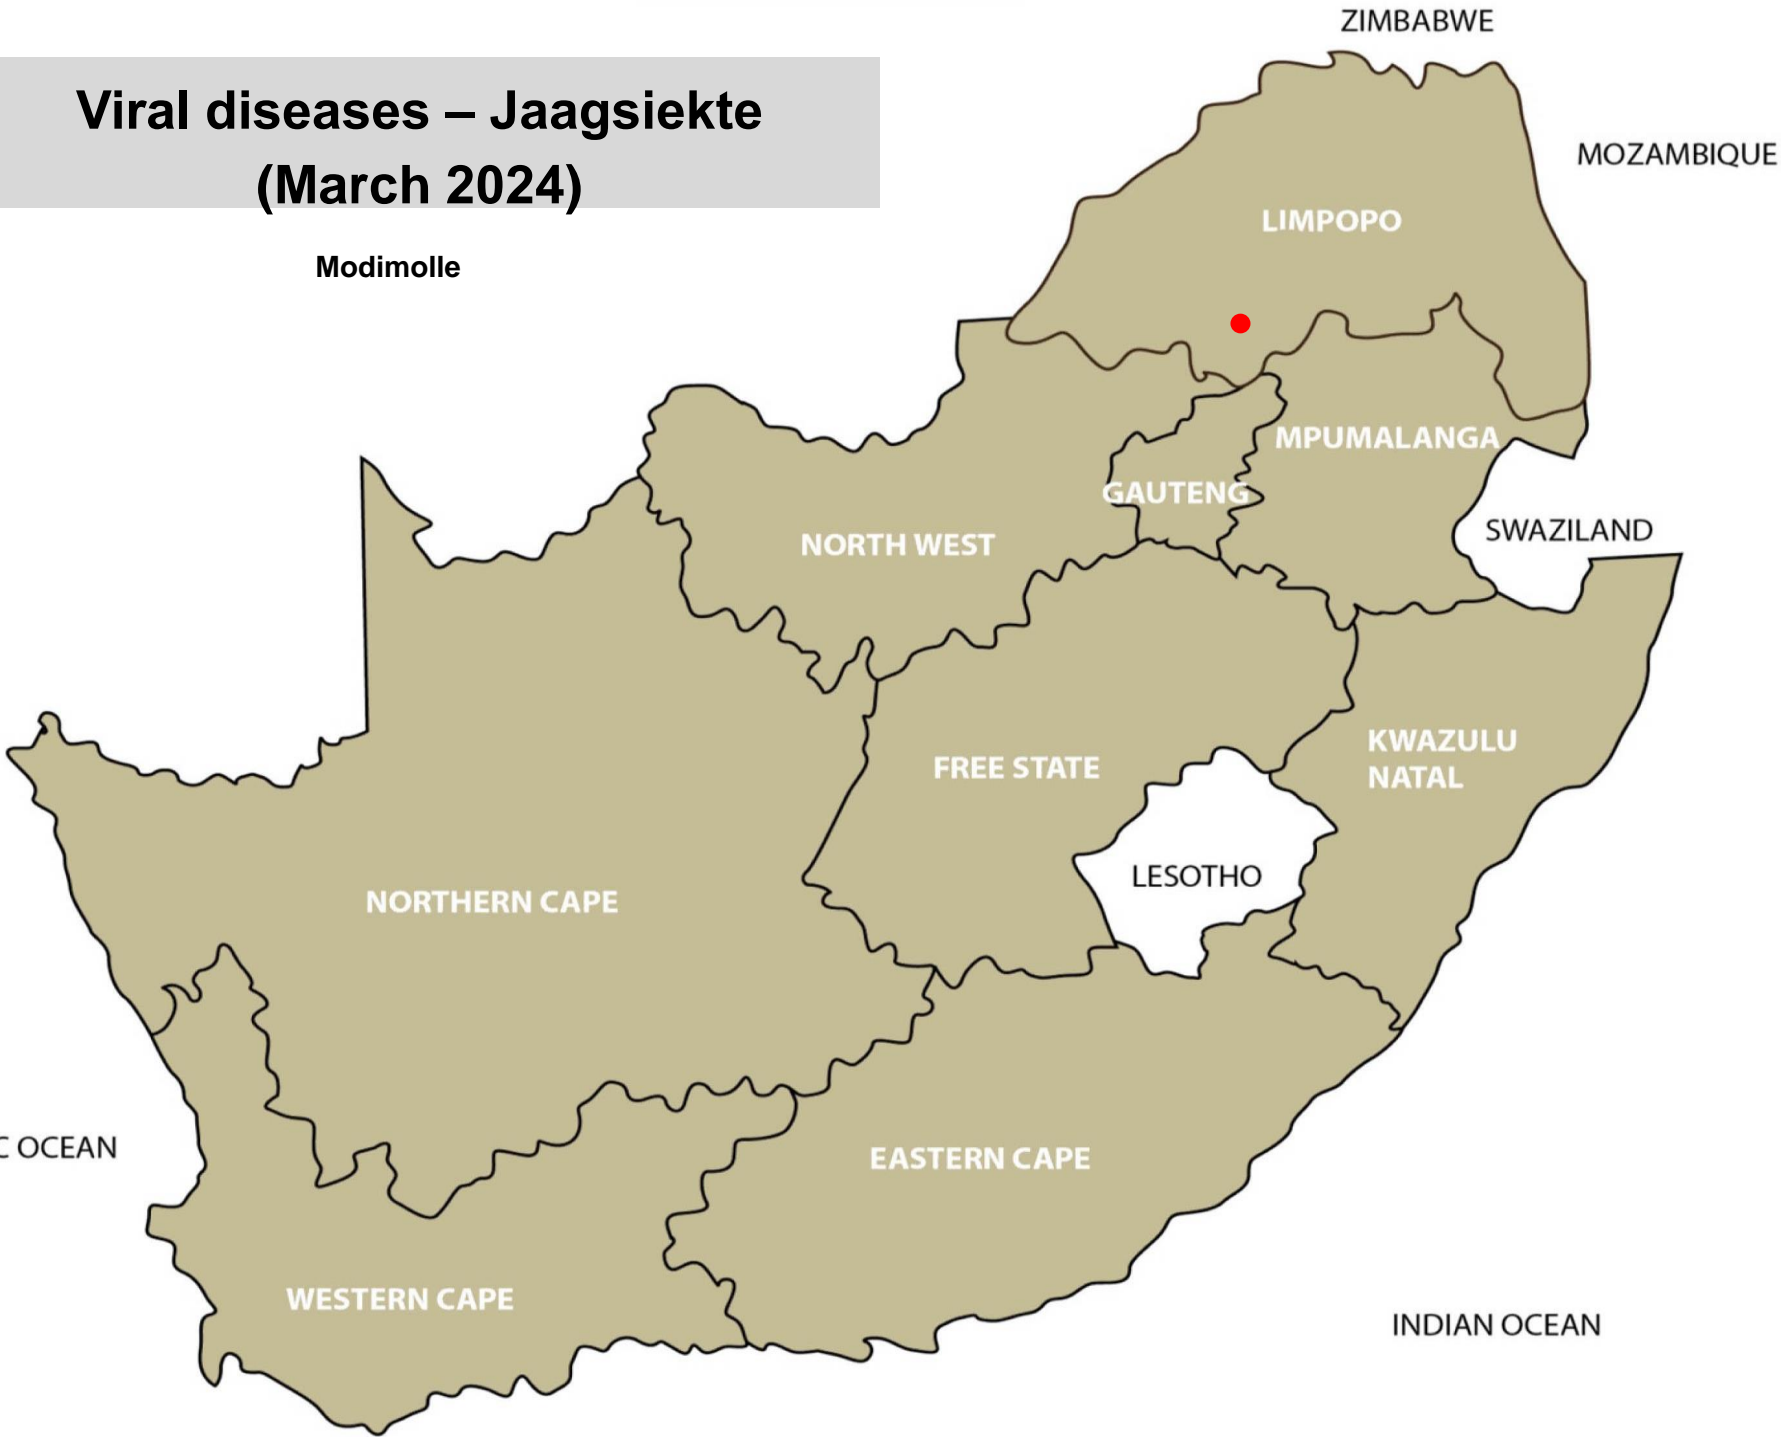 ZIMBABWE
Viral diseases – Jaagsiekte
(March 2024)
MOZAMBIQUE
LIMPOPO
Modimolle
MPUMALANGA
GAUTENG
SWAZILAND
NORTH WEST
KWAZULU
NATAL
FREE STATE
LESOTHO
NORTHERN CAPE
C OCEAN
EASTERN CAPE
WESTERN CAPE
INDIAN OCEAN